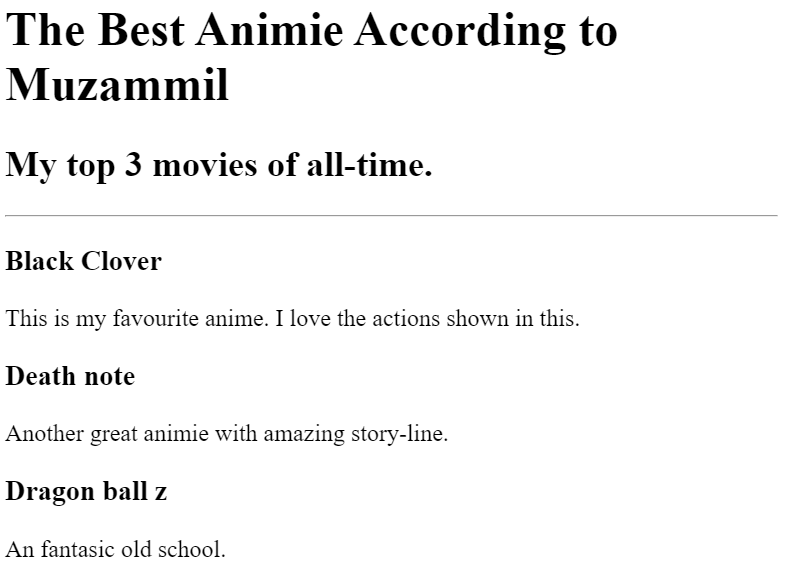 The Best Animie According to
Muzammil
My top 3 movies of all-time.
Black Clover
This is my favourite anime. I love the actions shown in this.
Death note
Another great animie with amazing story-line.
Dragon ball z
An fantasic old school.